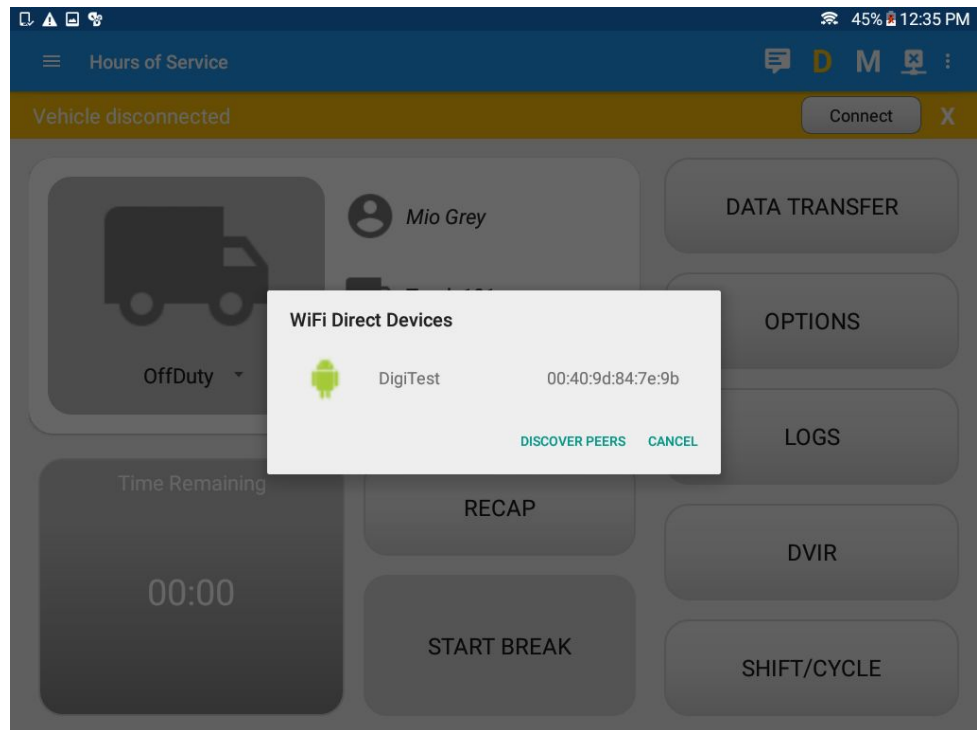 45% 12:35 PM
Hours of Service
D M
Vehicle disconnected
Connect X
Mio Grey
DATA TRANSFER
OPTIONS
OffDuty
WiFi Direct Devices
DigiTest 00:40:9d:84:7e:9b
DISCOVER PEERS CANCEL
LOGS
Time Remaining
00:00
RECAP
START BREAK
DVIR
SHIFT/CYCLE